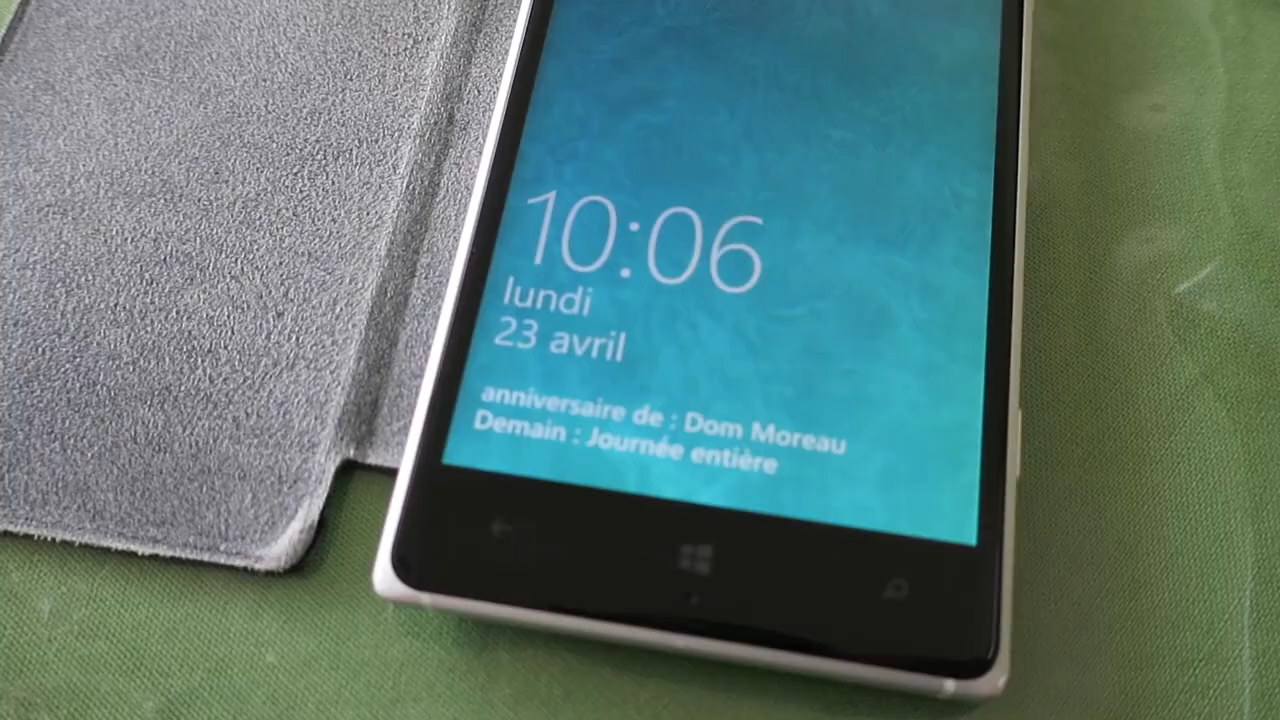 10:06
lundi
23 avril
anniversaire de : Dom Moreau
Demain : Journée entière